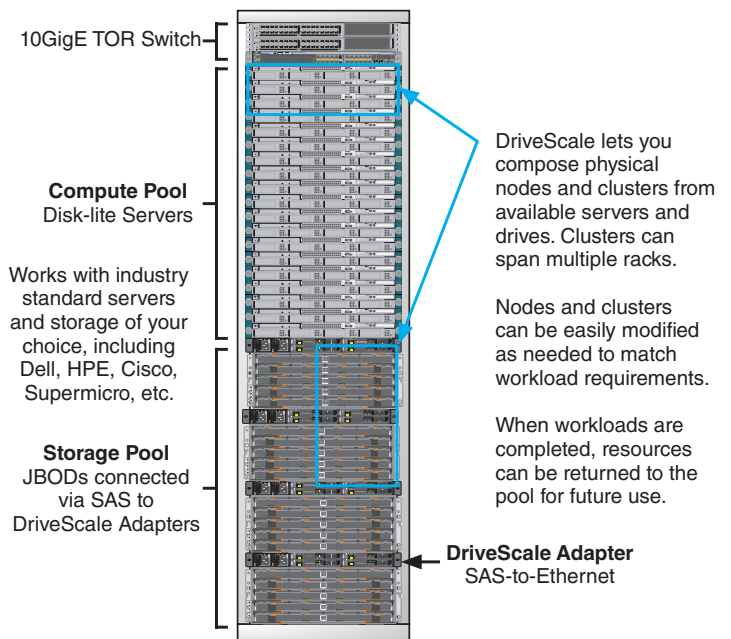 10GigE TOR Switch
Compute Pool
Disk-lite Servers
Works with industry
standard servers
and storage of your
choice, including
Dell, HPE, Cisco,
Supermicro, etc.
Storage Pool
JBODs connected
via SAS to
DriveScale Adapters
DriveScale lets you
compose physical
nodes and clusters from
available servers and
drives. Clusters can
span multiple racks.
Nodes and clusters
can be easily modified
as needed to match
workload requirements.
When workloads are
completed, resources
can be returned to the
pool for future use.
DriveScale Adapter
SAS-to-Ethernet